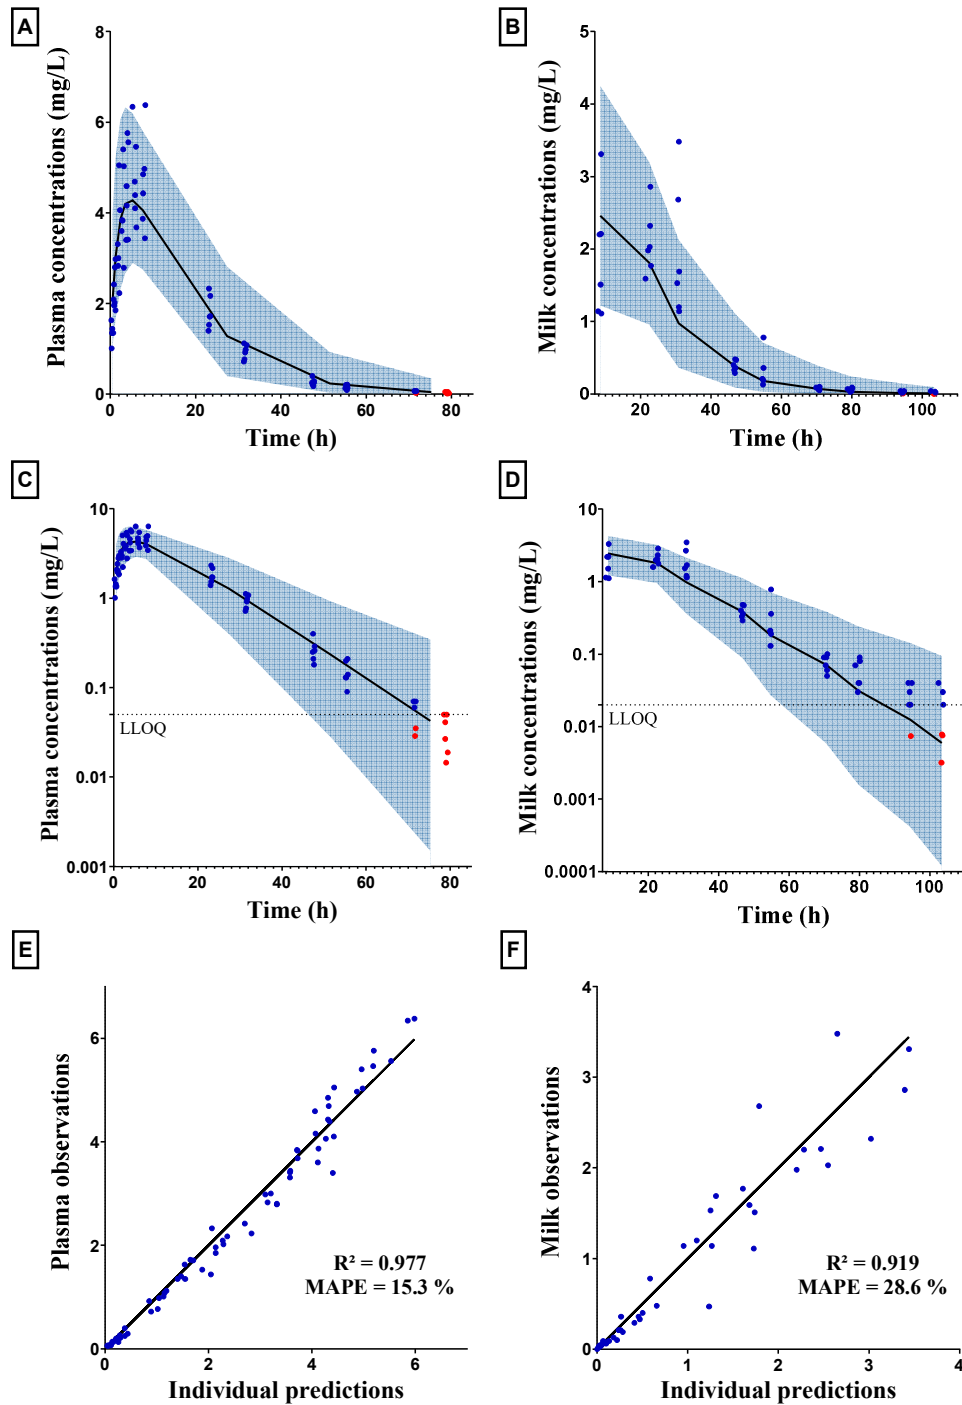 A
B
Plasma concentrations (mg/L)
8
6
4
2
0
0 20 40 60 80
Time (h)
Milk concentrations (mg/L)
5
4
3
2
1
0
20 40 60 80 100
Time (h)
C
D
Plasma concentrations (mg/L)
10
1
0.1
0.01
0.001
LLOQ
0 20 40 60 80
Time (h)
Milk concentrations (mg/L)
10
1
0.1
0.01
0.001
0.0001
LLOQ
20 40 60 80 100
Time (h)
E
F
Plasma observations
6
4
2
0
R² = 0.977
MAPE = 15.3 %
0 2 4 6
Individual predictions
Milk observations
4
3
2
1
0
R² = 0.919
MAPE = 28.6 %
0 1 2 3 4
Individual predictions